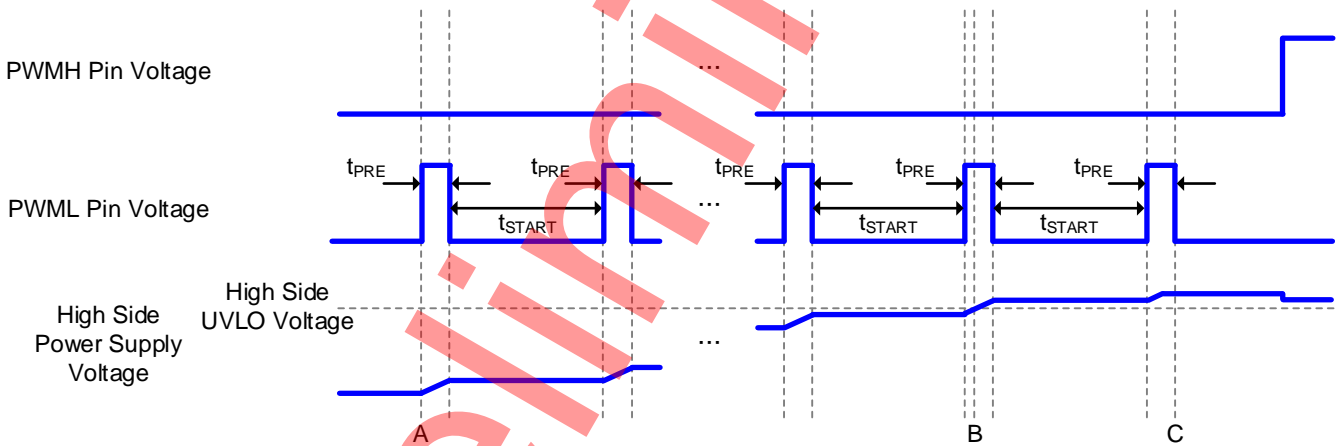 PWMH Pin Voltage
...
PWML Pin Voltage
tPRE
tPRE
tPRE
tPRE
tPRE
...
tSTART
tSTART
tSTART
High Side
UVLO Voltage
High Side
Power Supply
Voltage
...
A
B
C